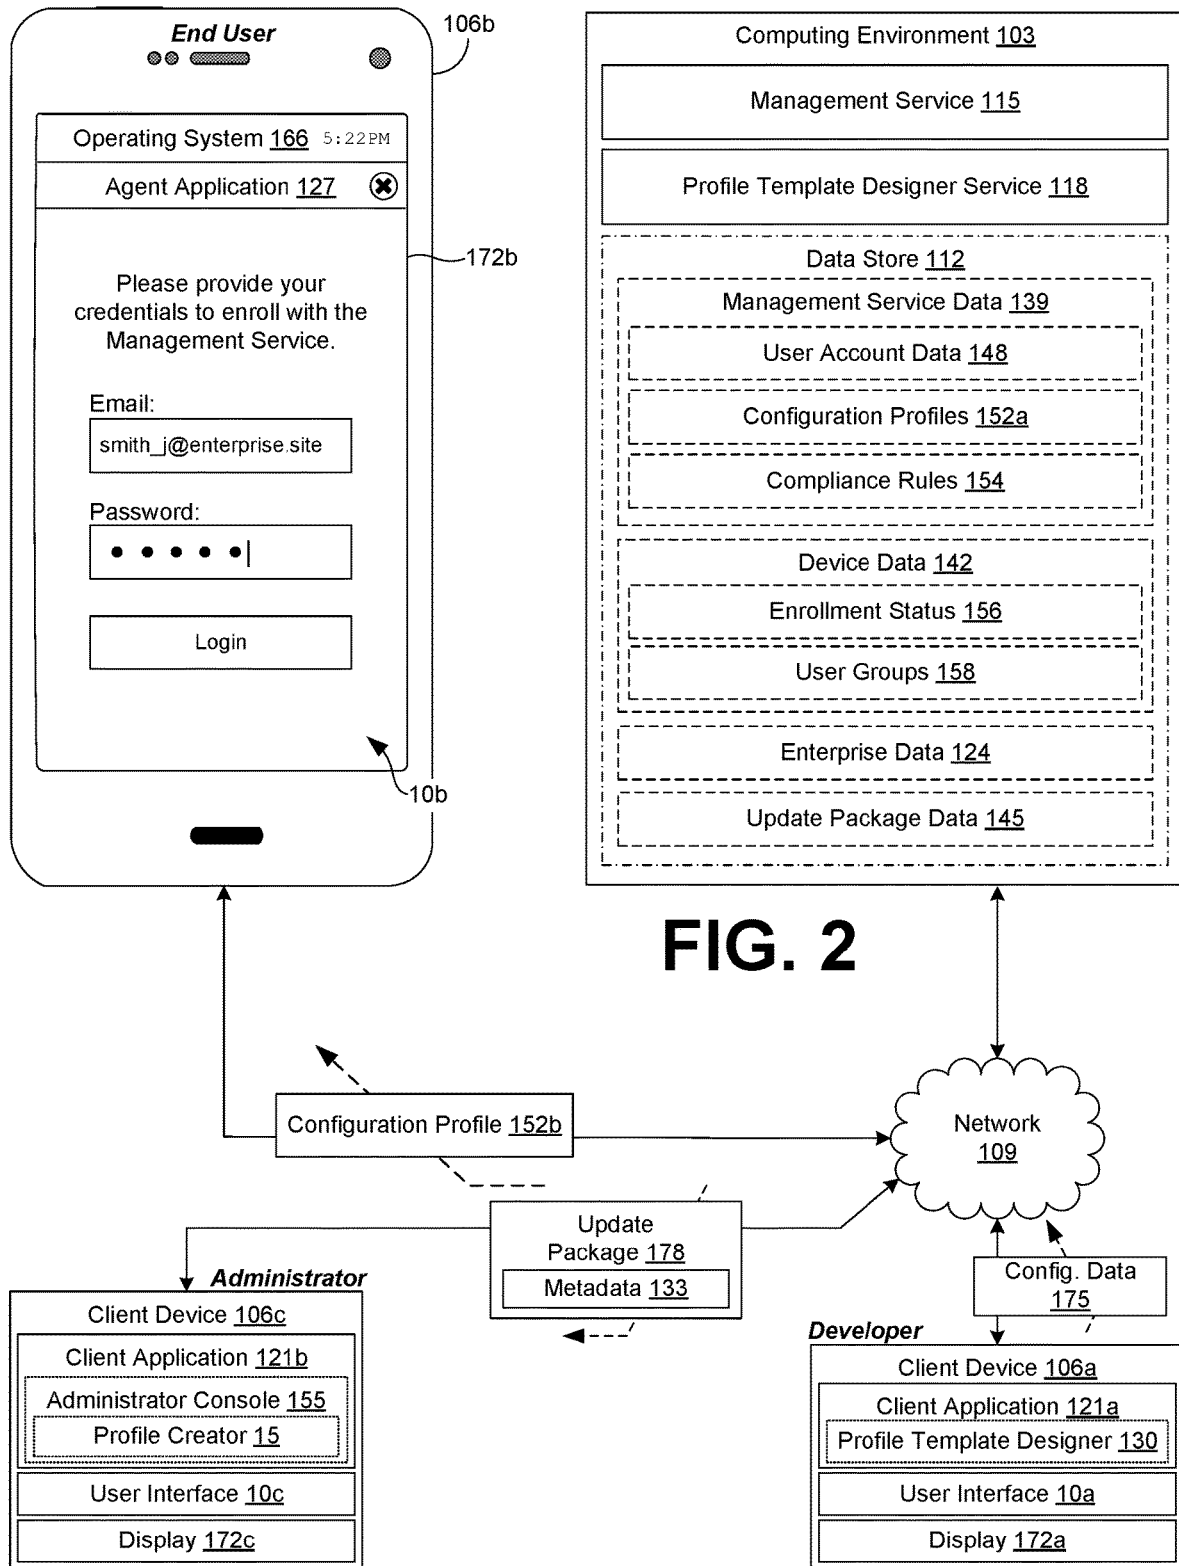 End User
106b
Operating System 166 5:22PM
Agent Application 127
172b
Please provide your
credentials to enroll with the
Management Service.
Email:
smith_j@enterprise.site
Password:
Login
10b
Computing Environment 103
Management Service 115
Profile Template Designer Service 118
Data Store 112
Management Service Data 139
User Account Data 148
Configuration Profiles 152a
Compliance Rules 154
Device Data 142
Enrollment Status 156
User Groups 158
Enterprise Data 124
Update Package Data 145
FIG. 2
Configuration Profile 152b
Network
109
Update
Package 178
Metadata 133
Config. Data
175
Administrator
Client Device 106c
Client Application 121b
Administrator Console 155
Profile Creator 15
User Interface 10c
Display 172c
Developer
Client Device 106a
Client Application 121a
Profile Template Designer 130
User Interface 10a
Display 172a